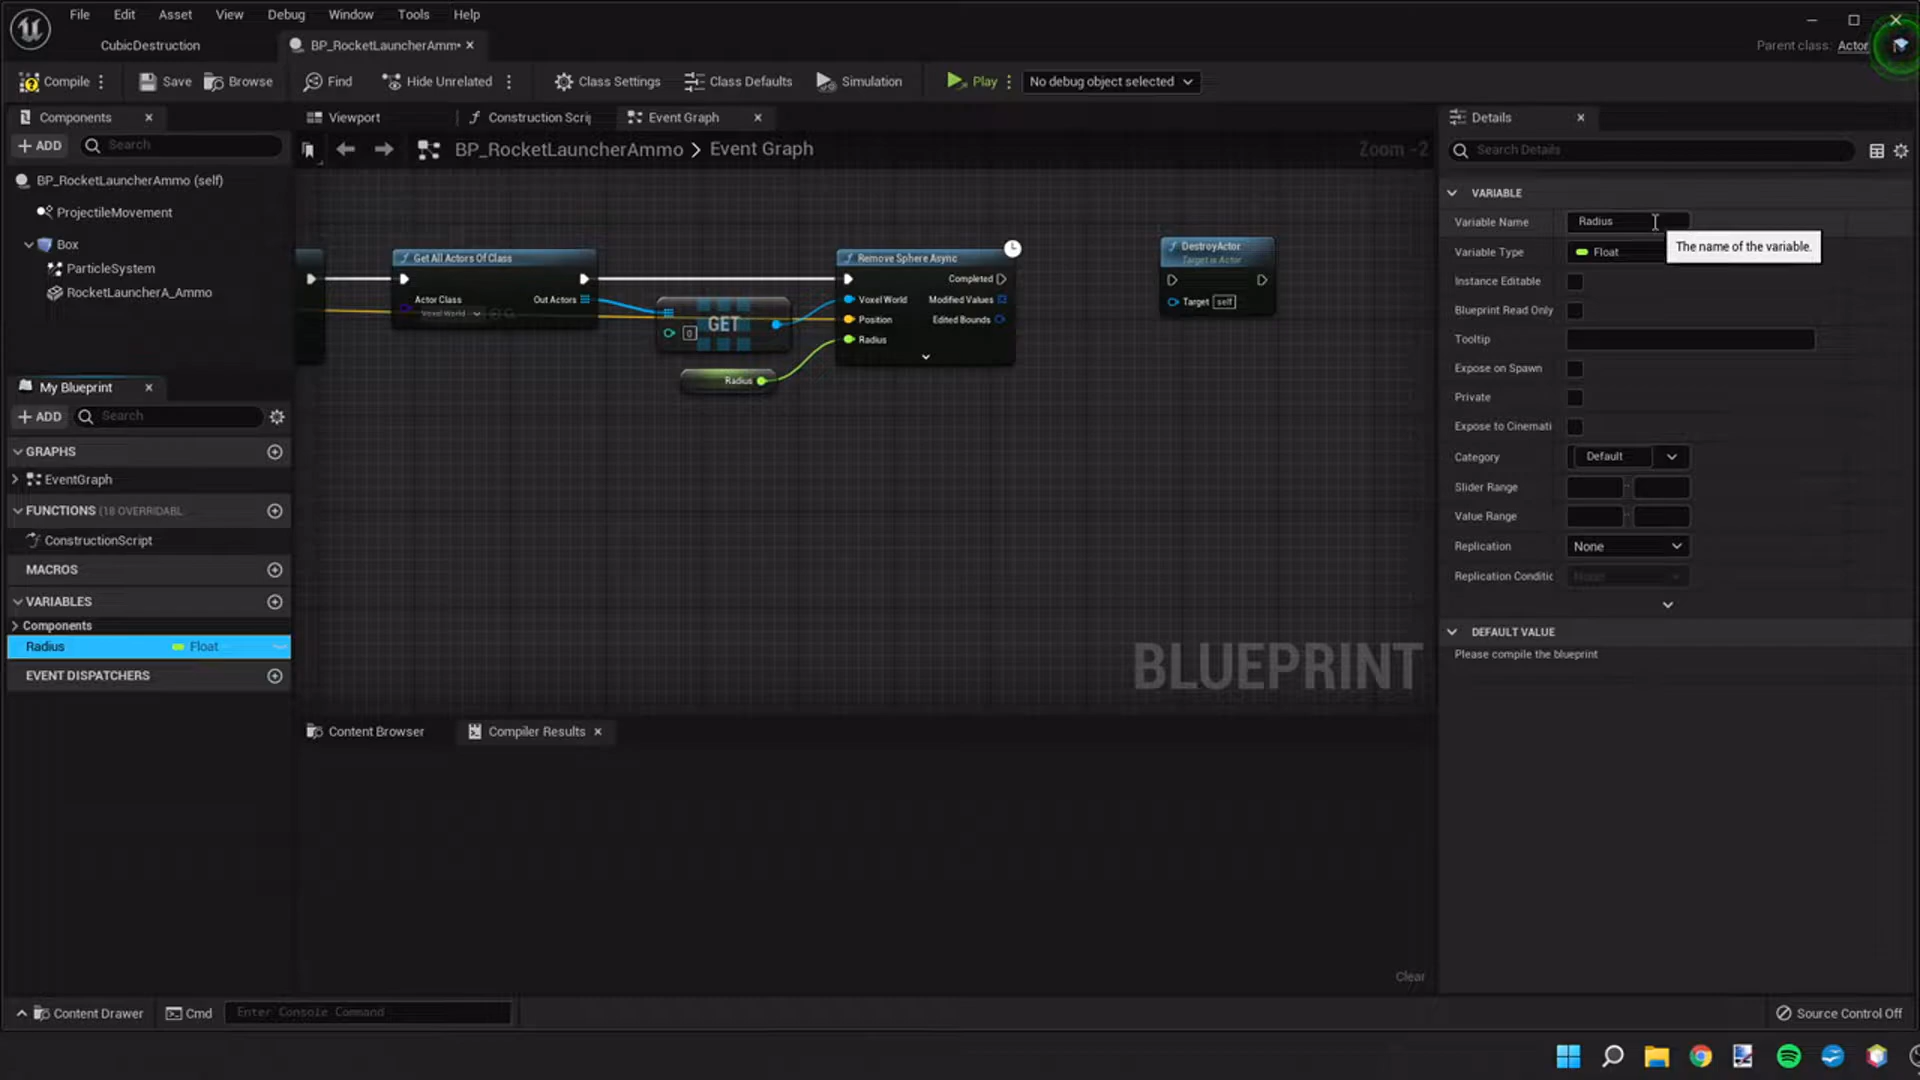 File Edit Asset View Debug Window Tools Help
CubicDestruction
BP_RocketLauncherAmm•
Parent class: Actor
Compile
Save
Browse
Find
Hide Unrelated
Class Settings
Class Defaults
Simulation
Play
No debug object selected
Components
Viewport
Construction Scrip
Event Graph
Details
ADD
Search
BP_RocketLauncherAmmo > Event Graph
Zoom -2
Search Details
BP_RocketLauncherAmmo (self)
ProjectileMovement
Box
ParticleSystem
RocketLauncherA_Ammo
Get All Actors Of Class
Actor Class
Voxel World
Out Actors
GET
0
Radius
Remove Sphere Async
Completed
Voxel World
Modified Values
Position
Edited Bounds
Radius
DestroyActor
Target is Actor
Target self
BLUEPRINT
VARIABLE
Variable Name Radius
The name of the variable.
Variable Type Float
Instance Editable
Blueprint Read Only
Tooltip
Expose on Spawn
Private
Expose to Cinemati
Category Default
Slider Range
Value Range
Replication None
Replication Conditic None
DEFAULT VALUE
Please compile the blueprint
My Blueprint
ADD
Search
GRAPHS
EventGraph
FUNCTIONS (18 OVERRIDABL
ConstructionScript
MACROS
VARIABLES
Components
Radius Float
EVENT DISPATCHERS
Content Browser
Compiler Results
Clear
Content Drawer
Cmd
Enter Console Command
Source Control Off